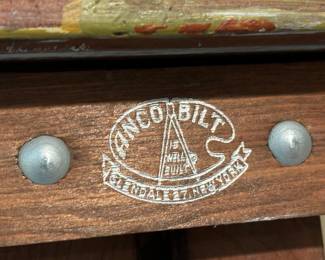 ANCO BILT
IS
WELL
BUILT
GLENDALE 27, NEW YORK